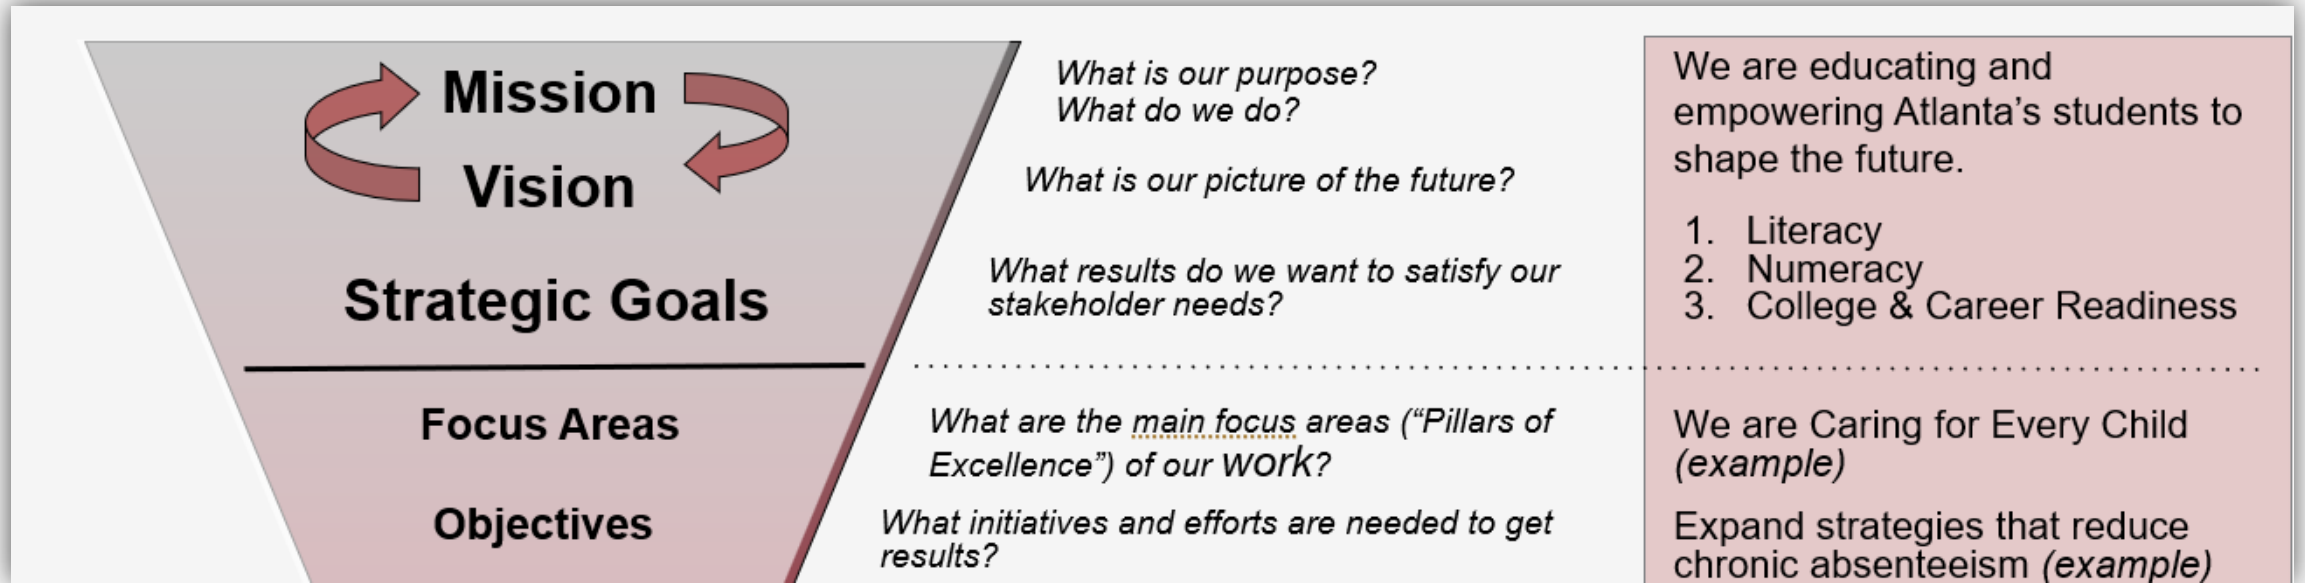 Mission
Vision
Strategic Goals
Focus Areas
Objectives
What is our purpose?
What do we do?
What is our picture of the future?
What results do we want to satisfy our
stakeholder needs?
What are the main focus areas (“Pillars of
Excellence”) of our work?
What initiatives and efforts are needed to get
results?
We are educating and
empowering Atlanta’s students to
shape the future.
1. Literacy
2. Numeracy
3. College & Career Readiness
We are Caring for Every Child
(example)
Expand strategies that reduce
chronic absenteeism (example)